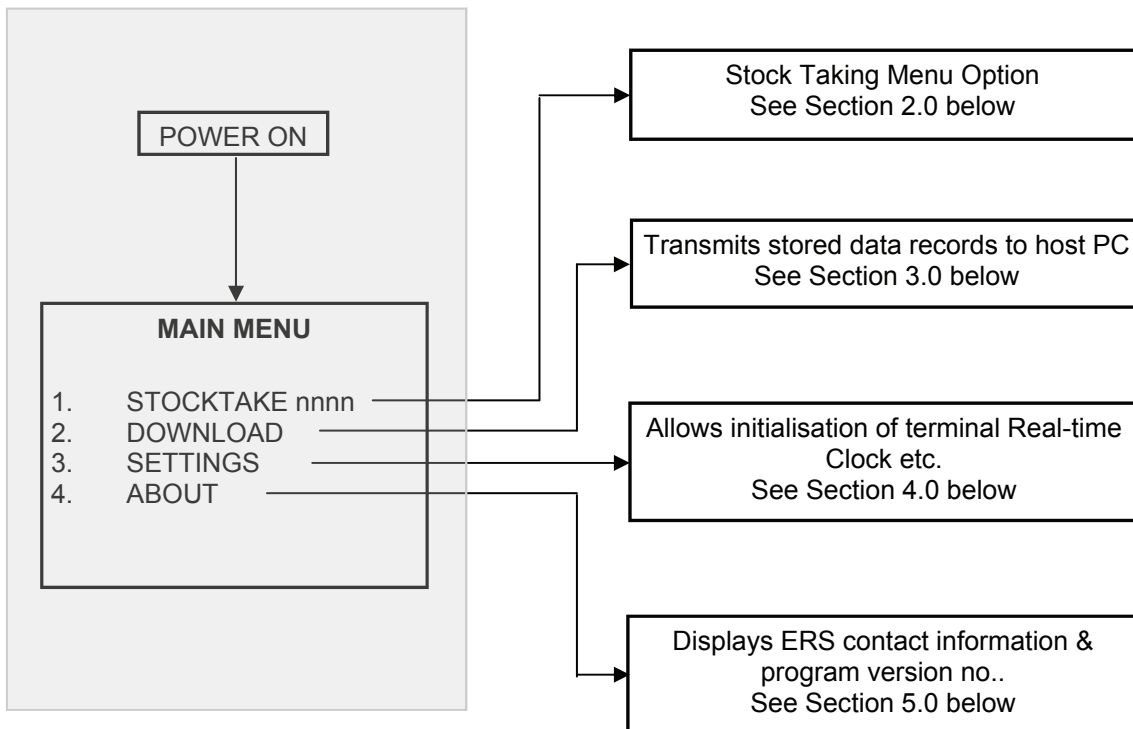 POWER ON
MAIN MENU
1. STOCKTAKE nnnn
2. DOWNLOAD
3. SETTINGS
4. ABOUT
Stock Taking Menu Option
See Section 2.0 below
Transmits stored data records to host PC
See Section 3.0 below
Allows initialisation of terminal Real-time
Clock etc.
See Section 4.0 below
Displays ERS contact information &
program version no..
See Section 5.0 below